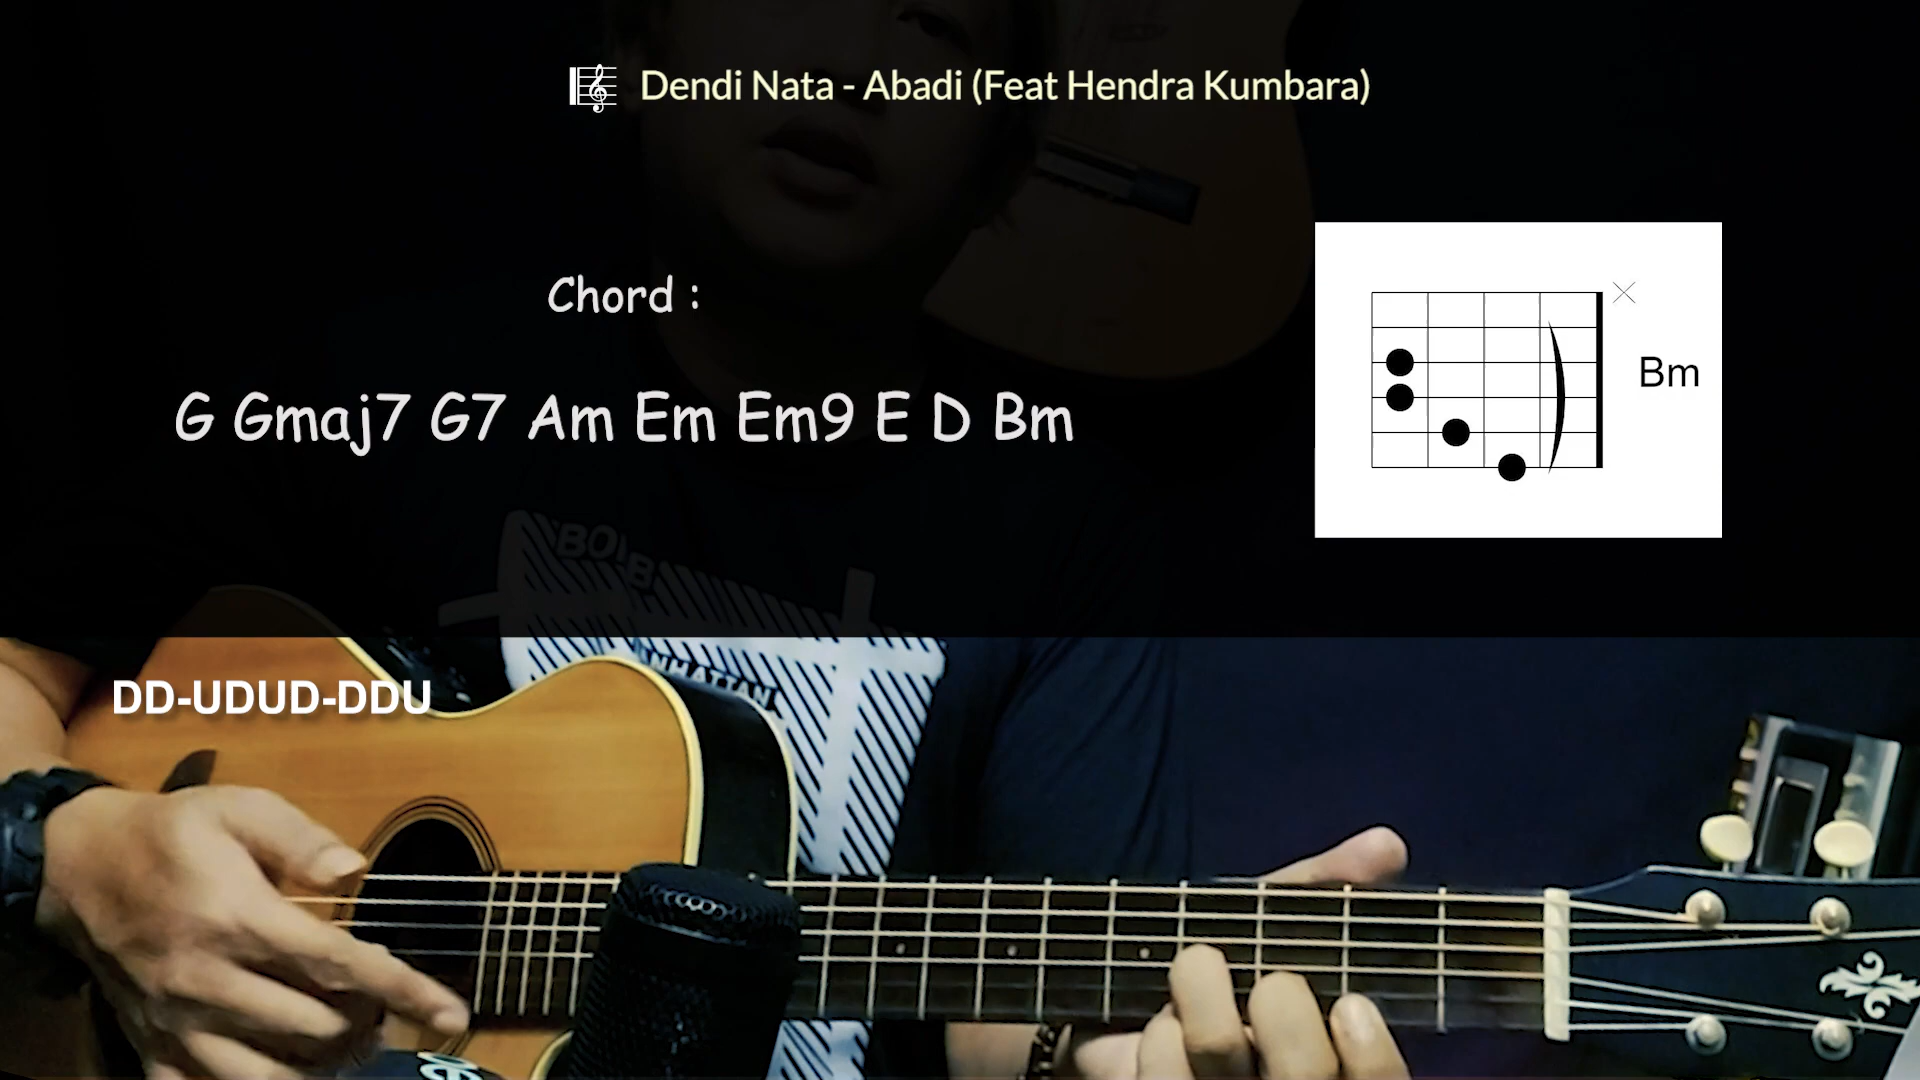 Dendi Nata - Abadi (Feat Hendra Kumbara)
Chord :
G Gmaj7 G7 Am Em Em9 E D Bm
Bm
DD-UDUD-DDU